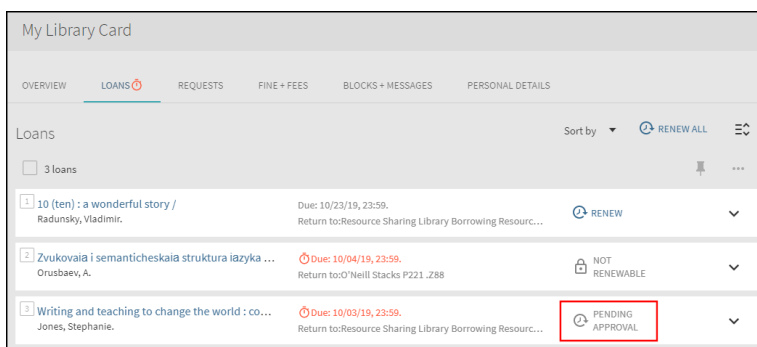 My Library Card
OVERVIEW LOANS REQUESTS FINE + FEES BLOCKS + MESSAGES PERSONAL DETAILS
Loans Sort by RENEW ALL
3 loans
1 10 (ten) : a wonderful story / Due: 10/23/19, 23:59.
RENEW
Radunsky, Vladimir. Return to:Resource Sharing Library Borrowing Resourc...
2 Zvukovaia i semanticheskaia struktura iazyka ... Due: 10/04/19, 23:59.
NOT
RENEWABLE
Orusbaev, A. Return to:O'Neill Stacks P221 .Z88
3 Writing and teaching to change the world : co... Due: 10/03/19, 23:59.
PENDING
APPROVAL
Jones, Stephanie. Return to:Resource Sharing Library Borrowing Resourc...